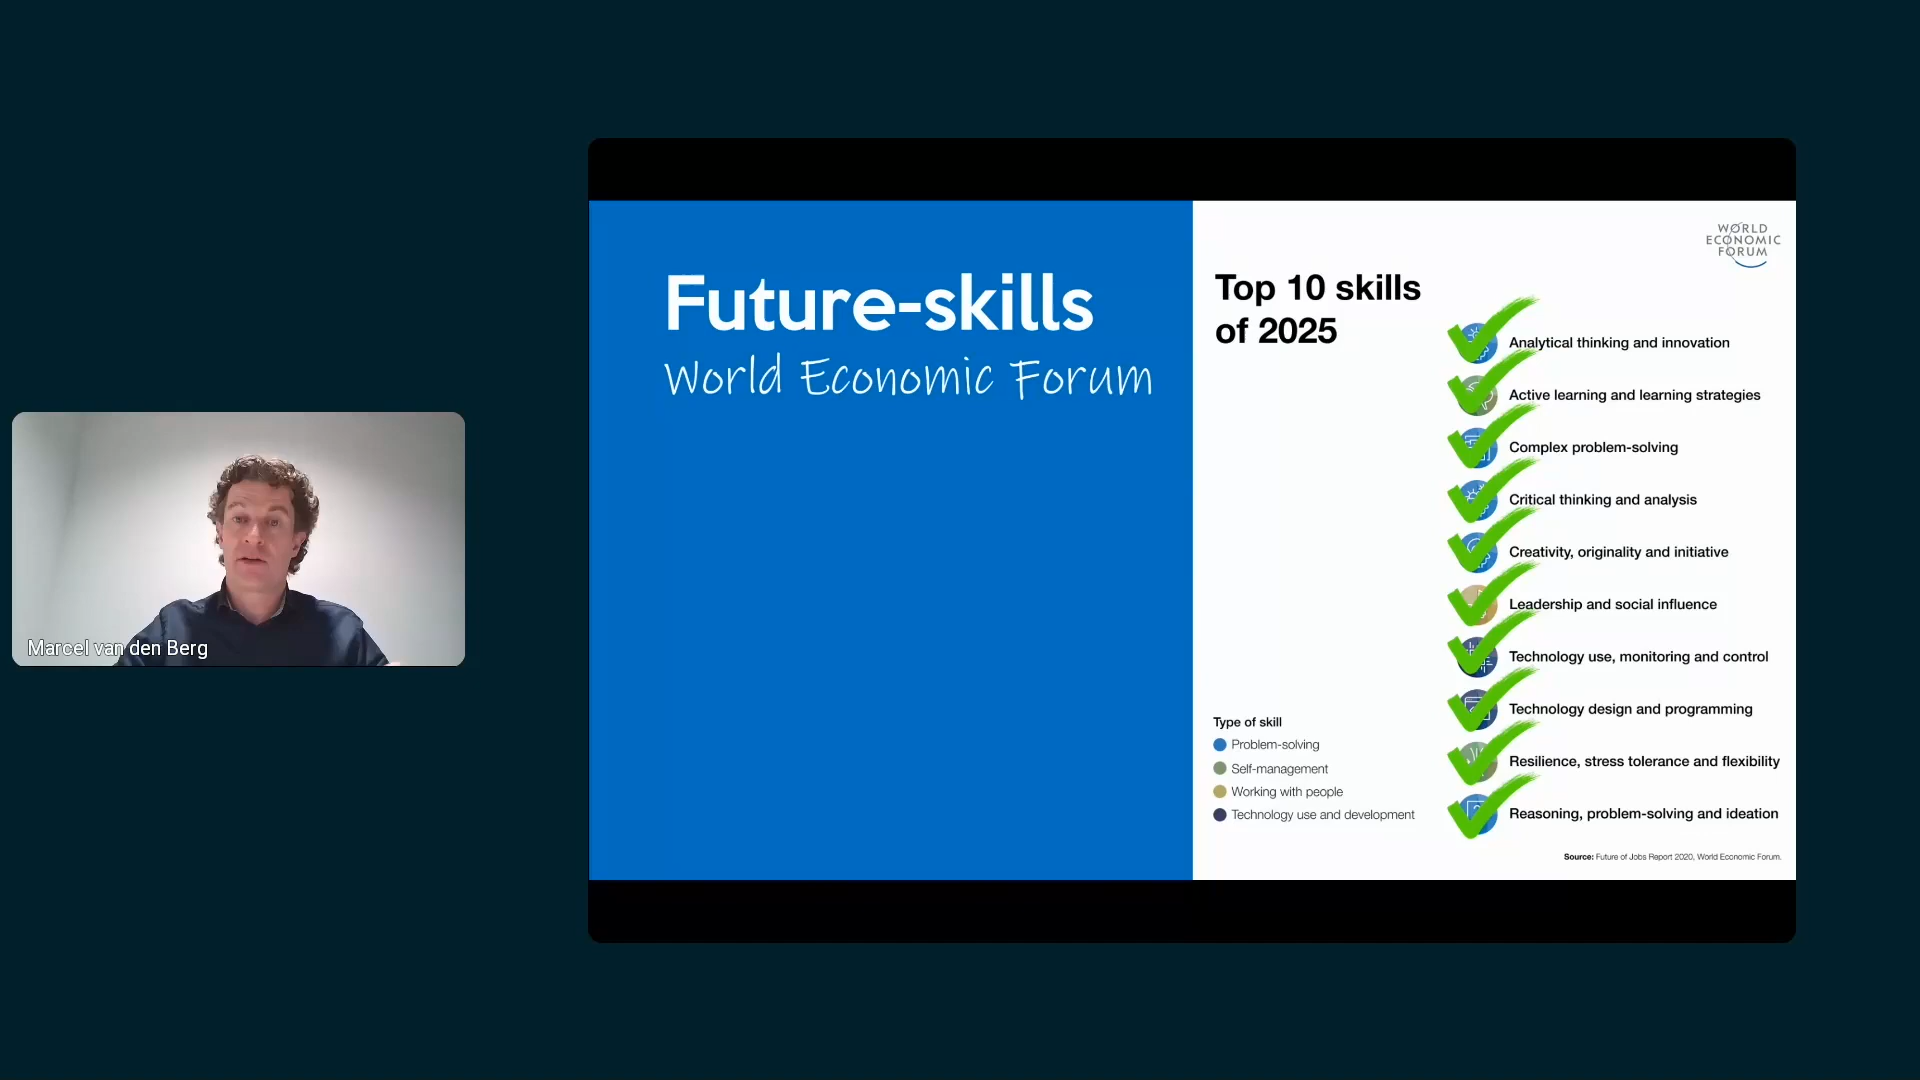 Marcel van den Berg
Future-skills
World Economic Forum
WORLD
ECONOMIC
FORUM
Top 10 skills
of 2025
Analytical thinking and innovation
Active learning and learning strategies
Complex problem-solving
Critical thinking and analysis
Creativity, originality and initiative
Leadership and social influence
Technology use, monitoring and control
Technology design and programming
Resilience, stress tolerance and flexibility
Reasoning, problem-solving and ideation
Type of skill
Problem-solving
Self-management
Working with people
Technology use and development
Source: Future of Jobs Report 2020, World Economic Forum.